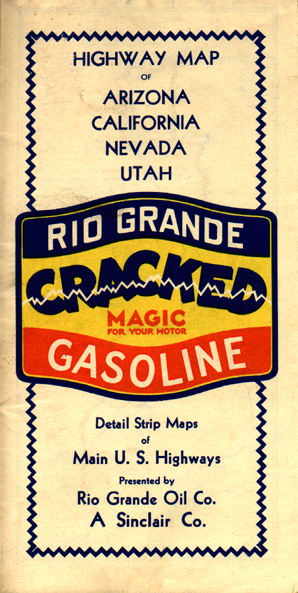 HIGHWAY MAP
OF
ARIZONA
CALIFORNIA
NEVADA
UTAH
RIO GRANDE
CRACKED
MAGIC
FOR YOUR MOTOR
GASOLINE
Detail Strip Maps
of
Main U. S. Highways
Presented by
Rio Grande Oil Co.
A Sinclair Co.